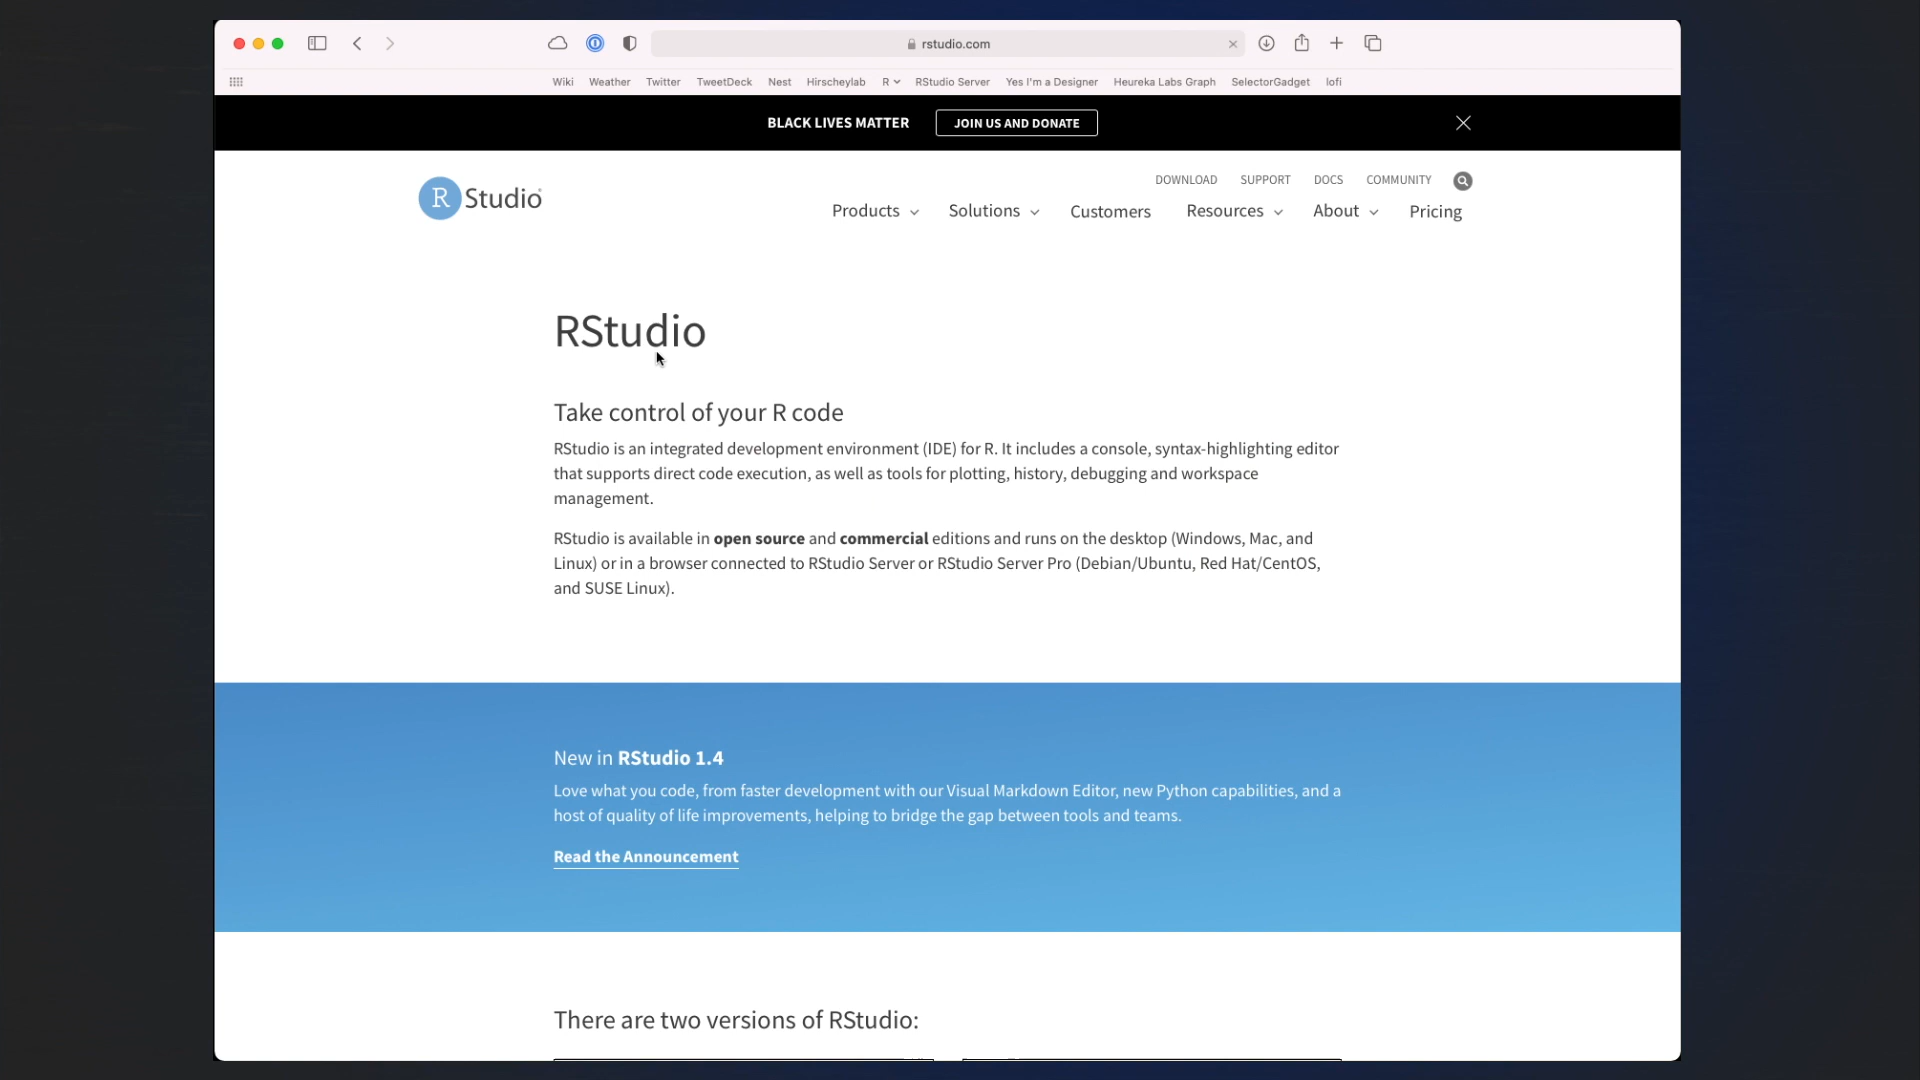 rstudio.com
Wiki Weather Twitter TweetDeck Nest Hirscheylab R RStudio Server Yes I'm a Designer Heureka Labs Graph SelectorGadget lofi
BLACK LIVES MATTER JOIN US AND DONATE
DOWNLOAD SUPPORT DOCS COMMUNITY
R Studio
Products Solutions Customers Resources About Pricing
RStudio
Take control of your R code
RStudio is an integrated development environment (IDE) for R. It includes a console, syntax-highlighting editor
that supports direct code execution, as well as tools for plotting, history, debugging and workspace
management.
RStudio is available in open source and commercial editions and runs on the desktop (Windows, Mac, and
Linux) or in a browser connected to RStudio Server or RStudio Server Pro (Debian/Ubuntu, Red Hat/CentOS,
and SUSE Linux).
New in RStudio 1.4
Love what you code, from faster development with our Visual Markdown Editor, new Python capabilities, and a
host of quality of life improvements, helping to bridge the gap between tools and teams.
Read the Announcement
There are two versions of RStudio: